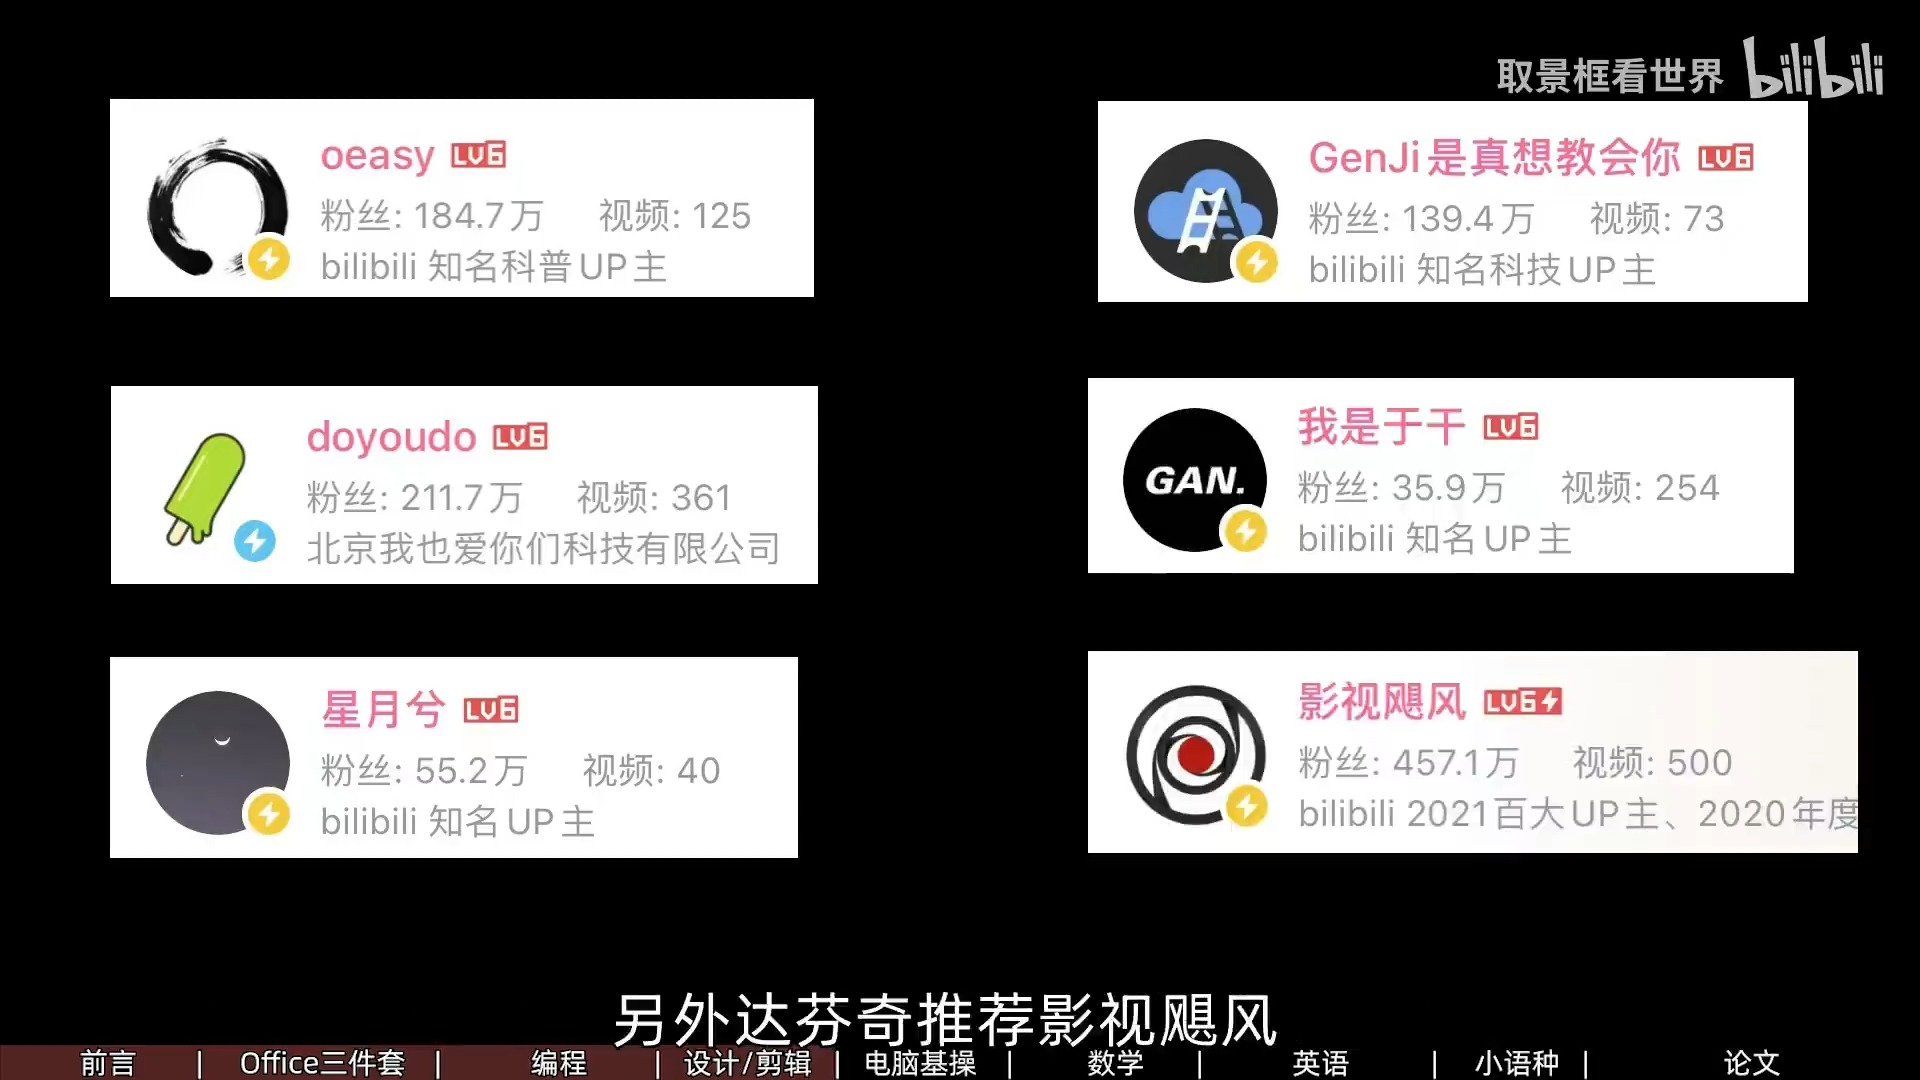 取景框看世界 bilibili
oeasy LV6
粉丝: 184.7万 视频: 125
bilibili 知名科普UP主
GenJi是真想教会你 LV6
粉丝: 139.4万 视频: 73
bilibili 知名科技UP主
doyoudo LV6
粉丝: 211.7万 视频: 361
北京我也爱你们科技有限公司
GAN.
我是于干 LV6
粉丝: 35.9万 视频: 254
bilibili 知名UP主
星月兮 LV6
粉丝: 55.2万 视频: 40
bilibili 知名UP主
影视飓风 LV6
粉丝: 457.1万 视频: 500
bilibili 2021百大UP主、2020年度
另外达芬奇推荐影视飓风
前言 | Office三件套 | 编程 | 设计/剪辑 | 电脑基操 | 数学 | 英语 | 小语种 | 论文